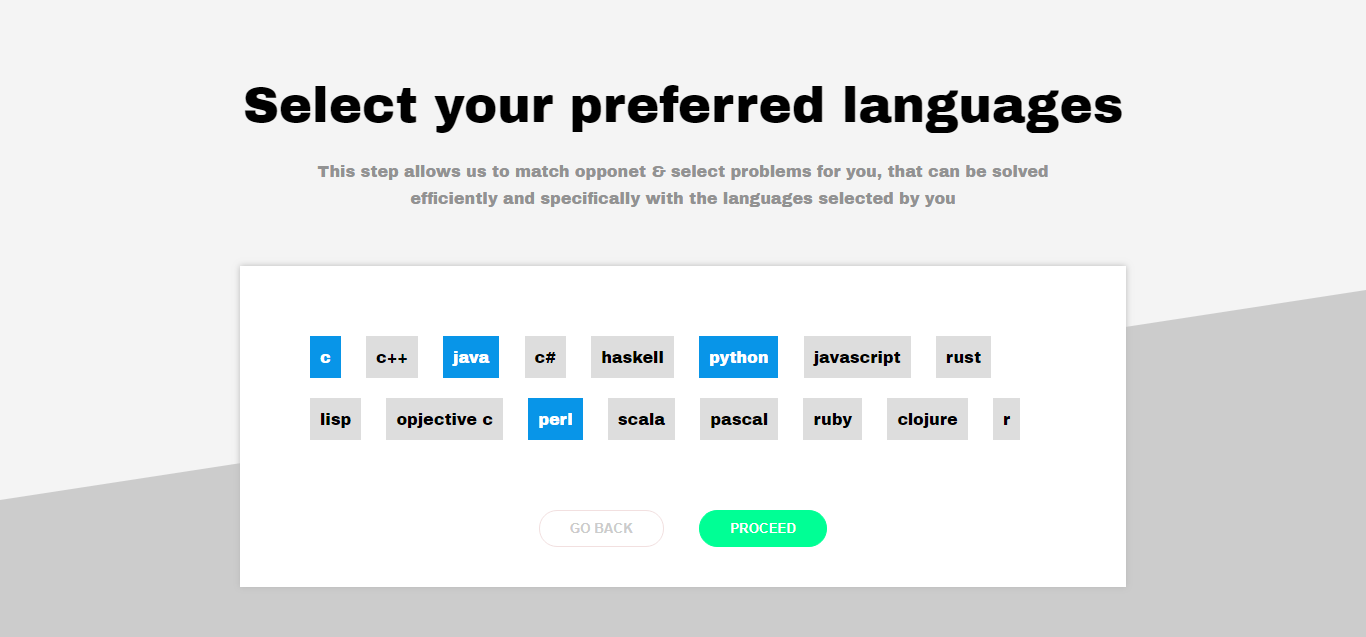 Select your preferred languages
This step allows us to match opponet & select problems for you, that can be solved
efficiently and specifically with the languages selected by you
c c++ java c# haskell python javascript rust
lisp opjective c perl scala pascal ruby clojure r
GO BACK PROCEED